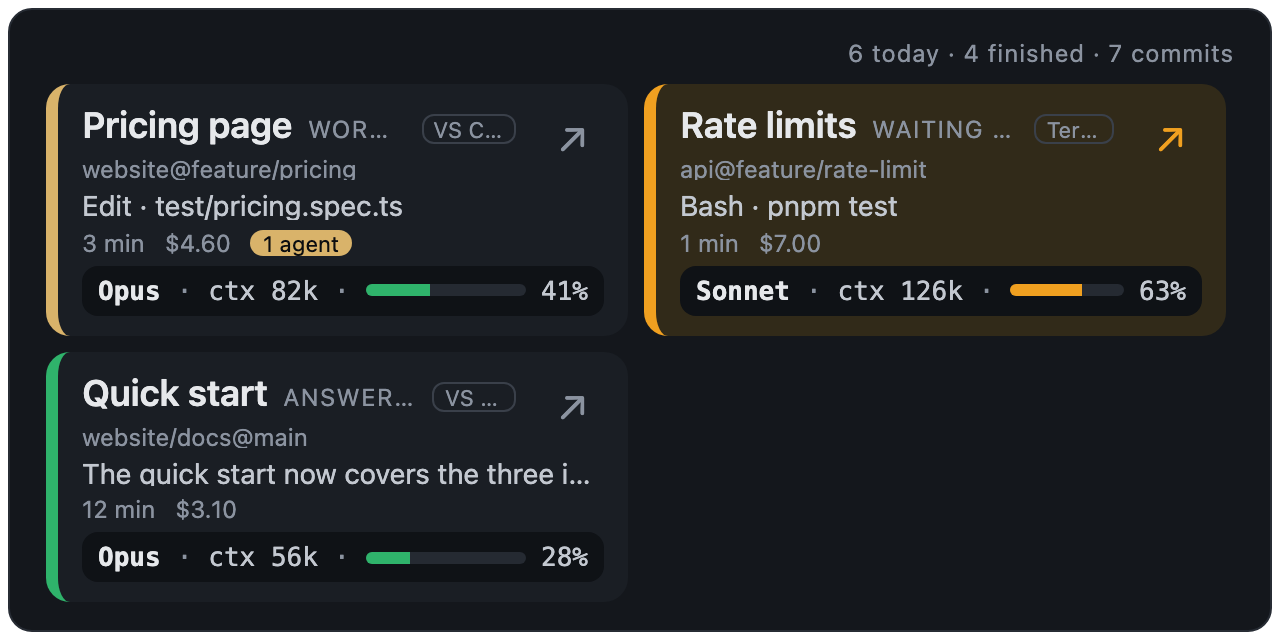 6 today · 4 finished · 7 commits
Pricing page WOR... VS C...
website@feature/pricing
Edit · test/pricing.spec.ts
3 min $4.60 1 agent
Opus · ctx 82k · 41%
Rate limits WAITING ... Ter...
api@feature/rate-limit
Bash · pnpm test
1 min $7.00
Sonnet · ctx 126k · 63%
Quick start ANSWER... VS ...
website/docs@main
The quick start now covers the three i...
12 min $3.10
Opus · ctx 56k · 28%